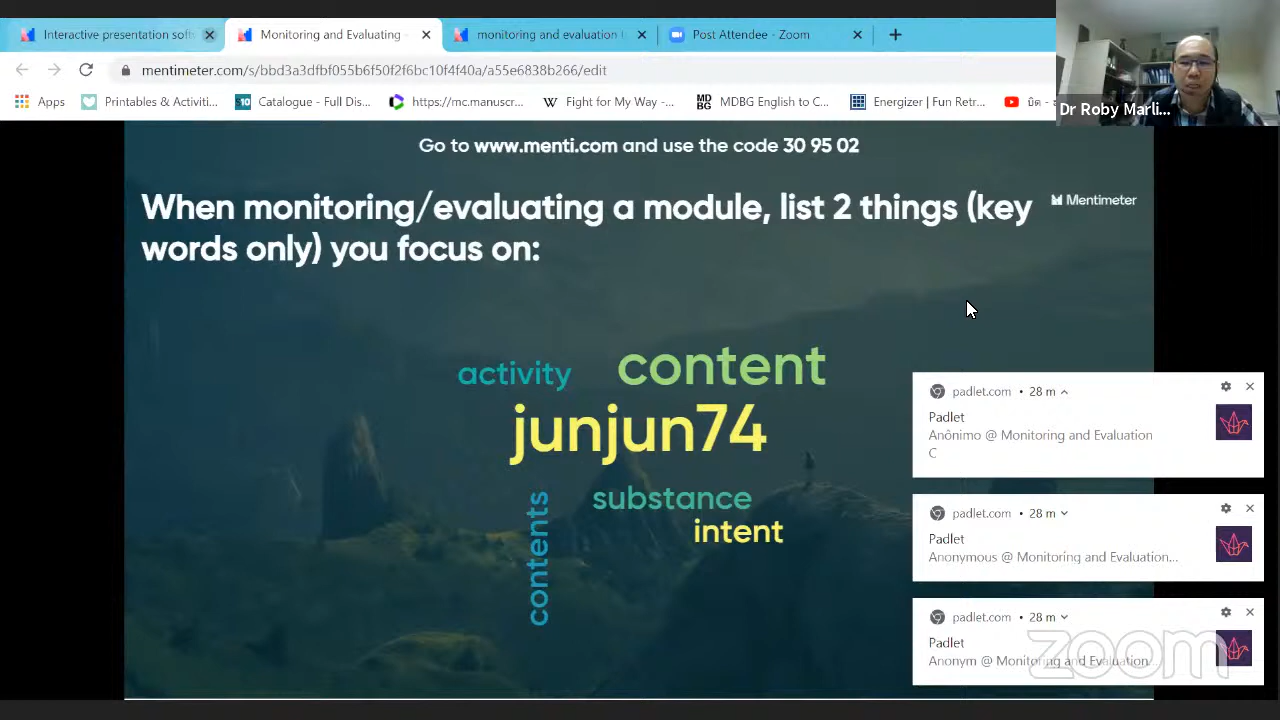 Interactive presentation soft
Monitoring and Evaluating -
monitoring and evaluation (
Post Attendee - Zoom
mentimeter.com/s/bbd3a3dfbf055b6f50f2f6bc10f4f40a/a55e6838b266/edit
Apps
Printables & Activiti...
Catalogue - Full Dis...
https://mc.manuscr...
Fight for My Way -...
MDBG English to C...
Energizer | Fun Retr...
Dr Roby Marli...
Go to www.menti.com and use the code 30 95 02
When monitoring/evaluating a module, list 2 things (key
words only) you focus on:
Mentimeter
activity
content
junjun74
substance
intent
contents
padlet.com • 28 m
Padlet
Anônimo @ Monitoring and Evaluation
C
padlet.com • 28 m
Padlet
Anonymous @ Monitoring and Evaluation...
padlet.com • 28 m
Padlet
Anonym @ Monitoring and Evaluation...
zoom